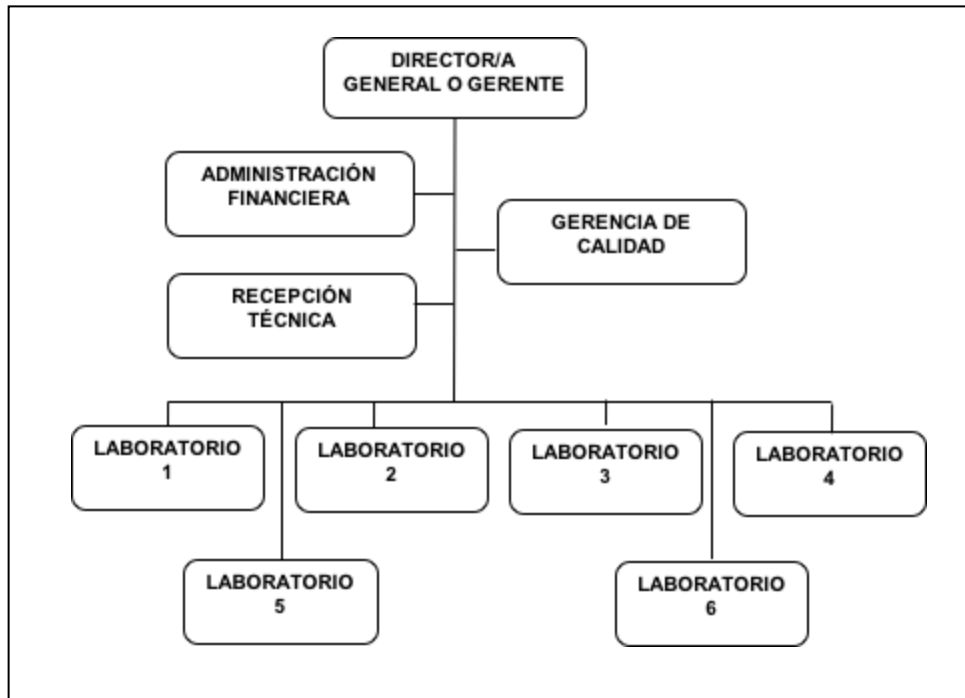 DIRECTOR/A
GENERAL O GERENTE
ADMINISTRACIÓN
FINANCIERA
GERENCIA DE
CALIDAD
RECEPCIÓN
TÉCNICA
LABORATORIO
1
LABORATORIO
2
LABORATORIO
3
LABORATORIO
4
LABORATORIO
5
LABORATORIO
6